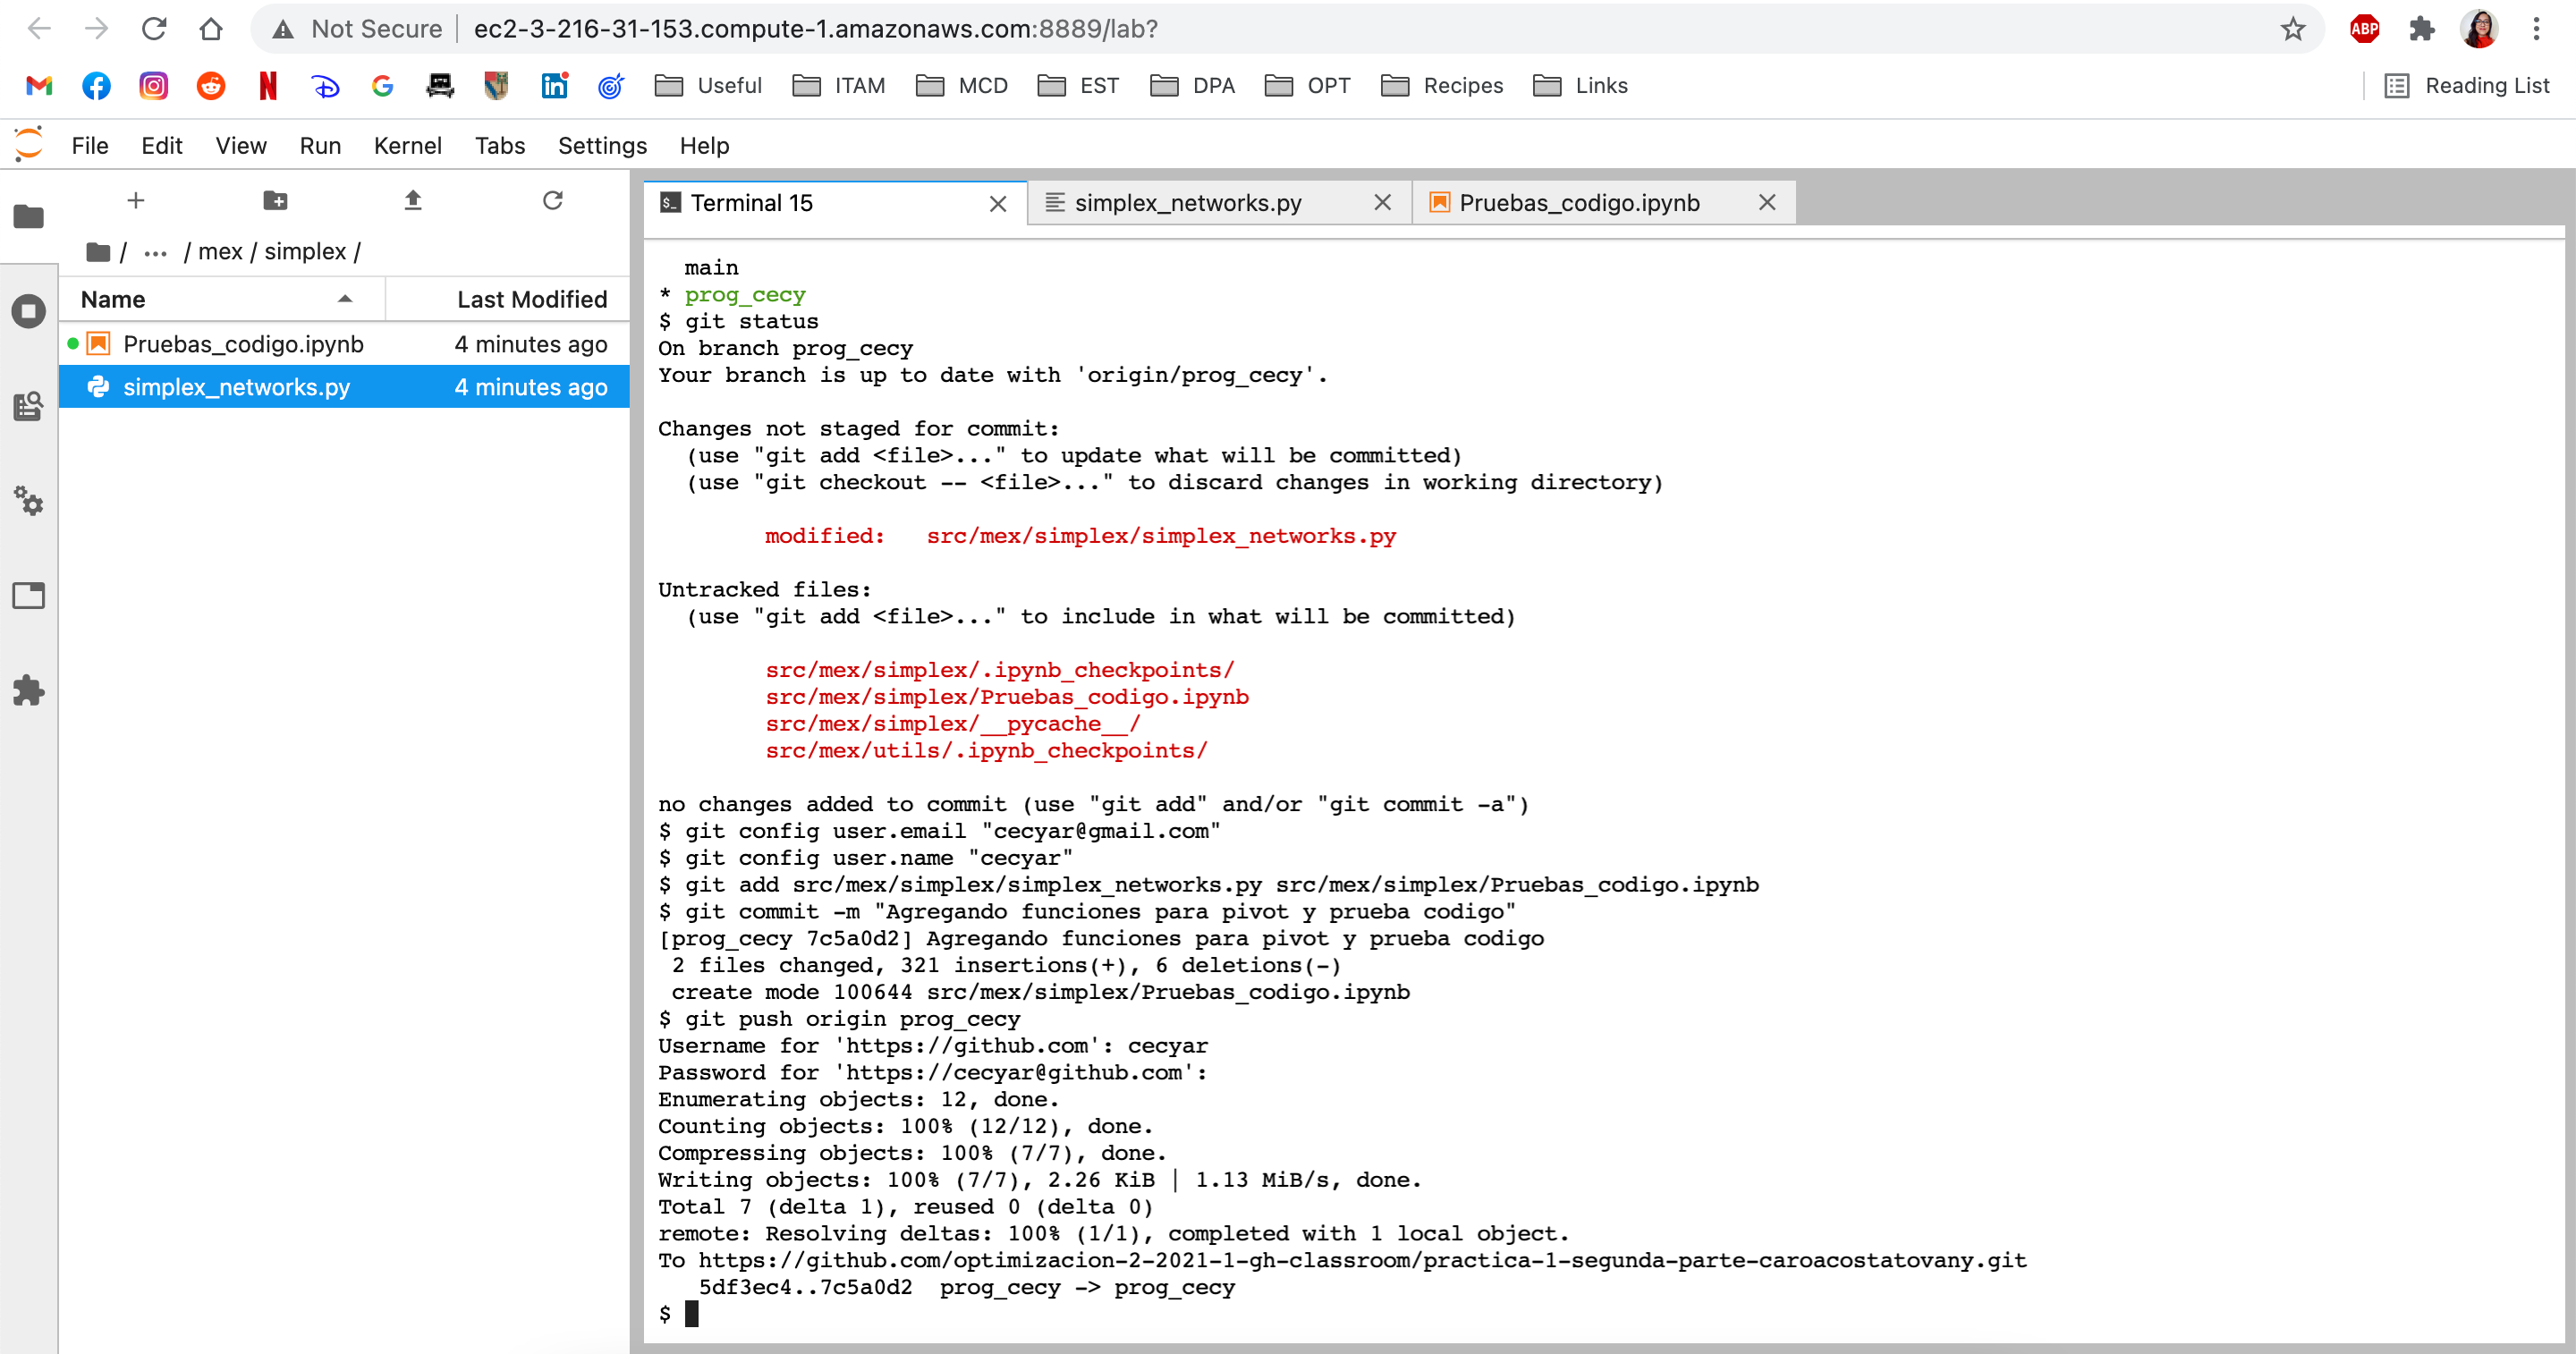 Not Secure | ec2-3-216-31-153.compute-1.amazonaws.com:8889/lab?
ABP
Useful ITAM MCD EST DPA OPT Recipes Links Reading List
File Edit View Run Kernel Tabs Settings Help
Terminal 15 simplex_networks.py Pruebas_codigo.ipynb
/ ... / mex / simplex /
Name Last Modified
Pruebas_codigo.ipynb 4 minutes ago
simplex_networks.py 4 minutes ago
main
* prog_cecy
$ git status
On branch prog_cecy
Your branch is up to date with 'origin/prog_cecy'.
Changes not staged for commit:
(use "git add <file>..." to update what will be committed)
(use "git checkout -- <file>..." to discard changes in working directory)
modified: src/mex/simplex/simplex_networks.py
Untracked files:
(use "git add <file>..." to include in what will be committed)
src/mex/simplex/.ipynb_checkpoints/
src/mex/simplex/Pruebas_codigo.ipynb
src/mex/simplex/__pycache__/
src/mex/utils/.ipynb_checkpoints/
no changes added to commit (use "git add" and/or "git commit -a")
$ git config user.email "cecyar@gmail.com"
$ git config user.name "cecyar"
$ git add src/mex/simplex/simplex_networks.py src/mex/simplex/Pruebas_codigo.ipynb
$ git commit -m "Agregando funciones para pivot y prueba codigo"
[prog_cecy 7c5a0d2] Agregando funciones para pivot y prueba codigo
2 files changed, 321 insertions(+), 6 deletions(-)
create mode 100644 src/mex/simplex/Pruebas_codigo.ipynb
$ git push origin prog_cecy
Username for 'https://github.com': cecyar
Password for 'https://cecyar@github.com':
Enumerating objects: 12, done.
Counting objects: 100% (12/12), done.
Compressing objects: 100% (7/7), done.
Writing objects: 100% (7/7), 2.26 KiB | 1.13 MiB/s, done.
Total 7 (delta 1), reused 0 (delta 0)
remote: Resolving deltas: 100% (1/1), completed with 1 local object.
To https://github.com/optimizacion-2-2021-1-gh-classroom/practica-1-segunda-parte-caroacostatovany.git
5df3ec4..7c5a0d2 prog_cecy -> prog_cecy
$